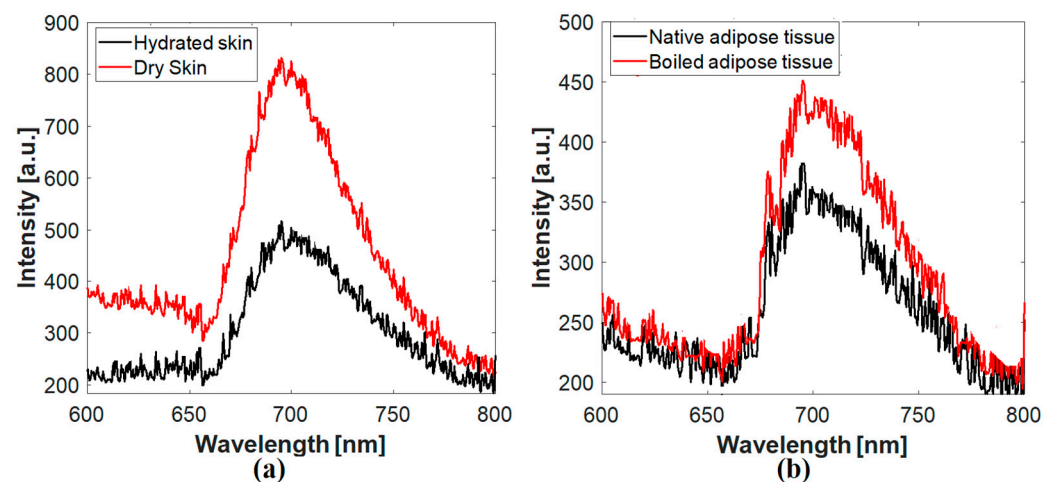 900
800
700
600
500
400
300
200
Intensity [a.u.]
Hydrated skin
Dry Skin
600
650
700
750
800
Wavelength [nm]
(a)
500
450
400
350
300
250
200
Intensity [a.u.]
Native adipose tissue
Boiled adipose tissue
600
650
700
750
800
Wavelength [nm]
(b)